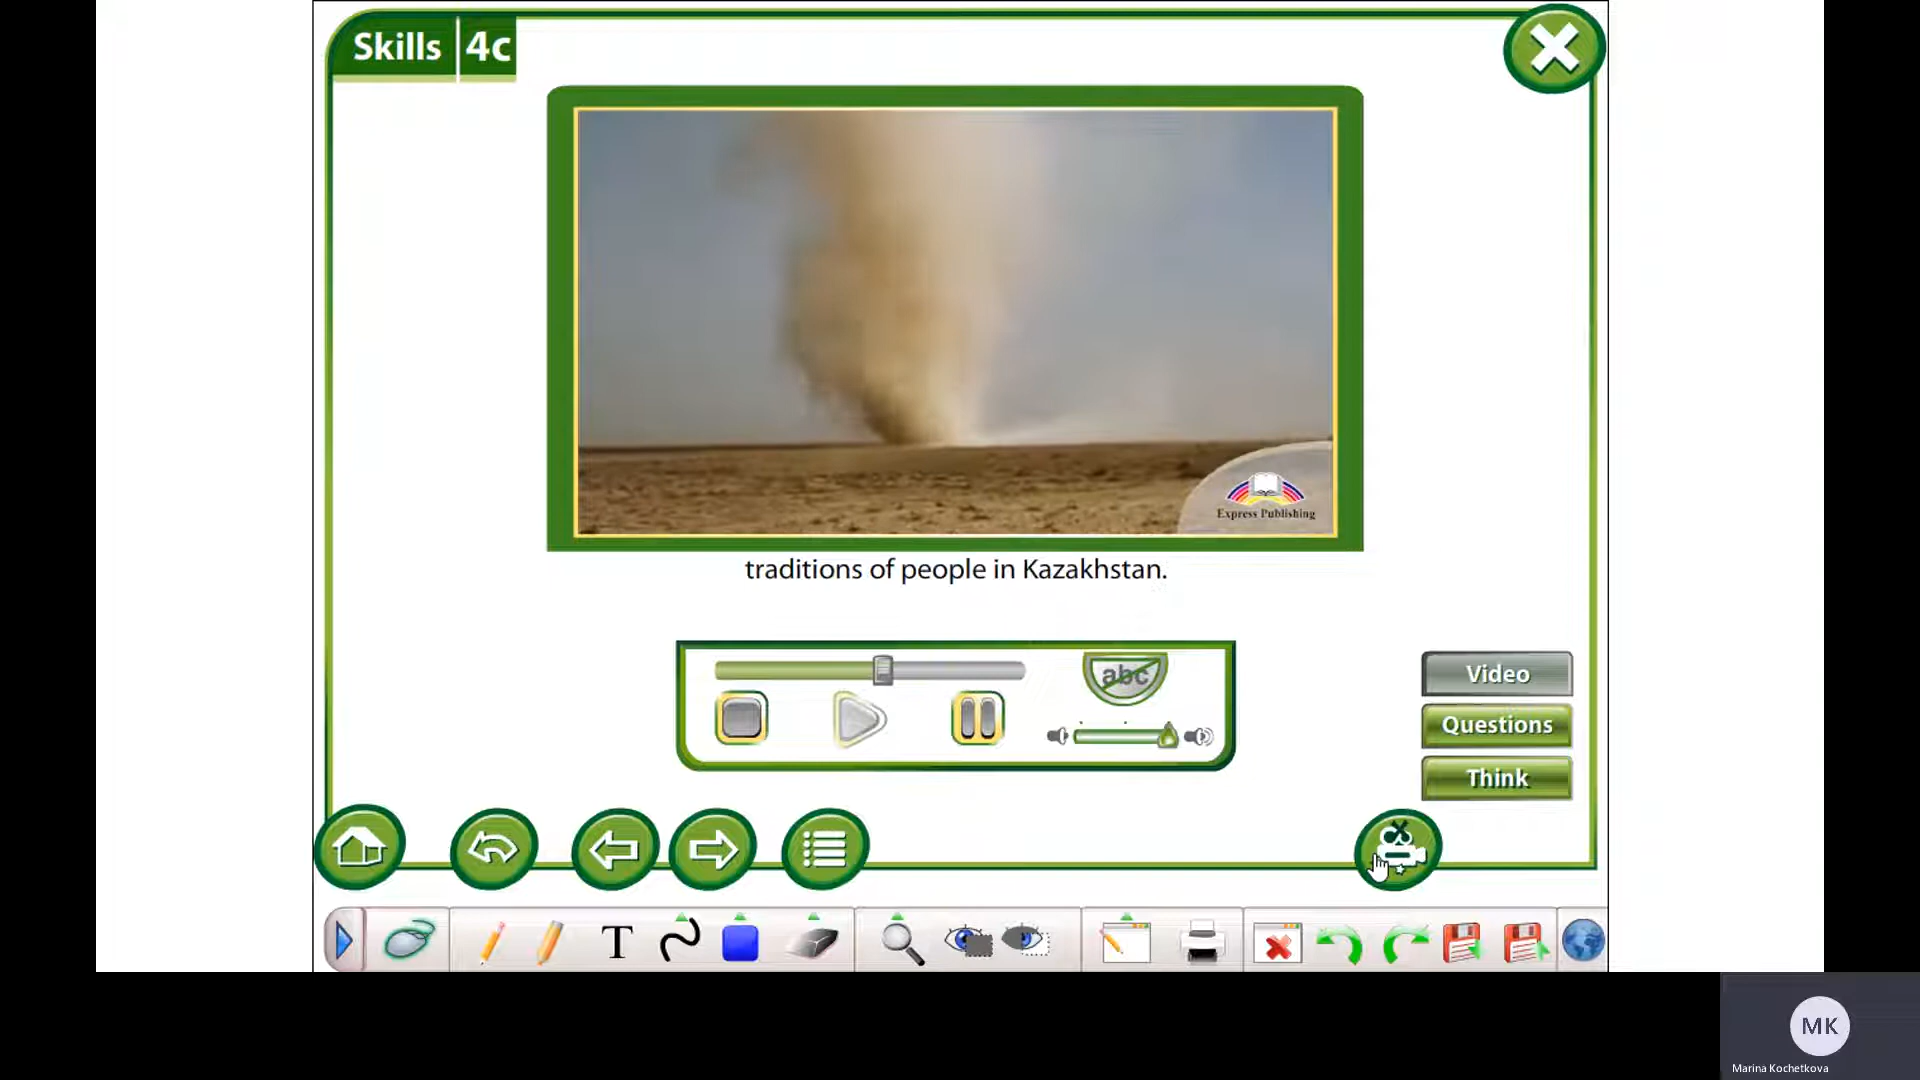 Skills 4c
Express Publishing
traditions of people in Kazakhstan.
abc
Video
Questions
Think
T
MK
Marina Kochetkova